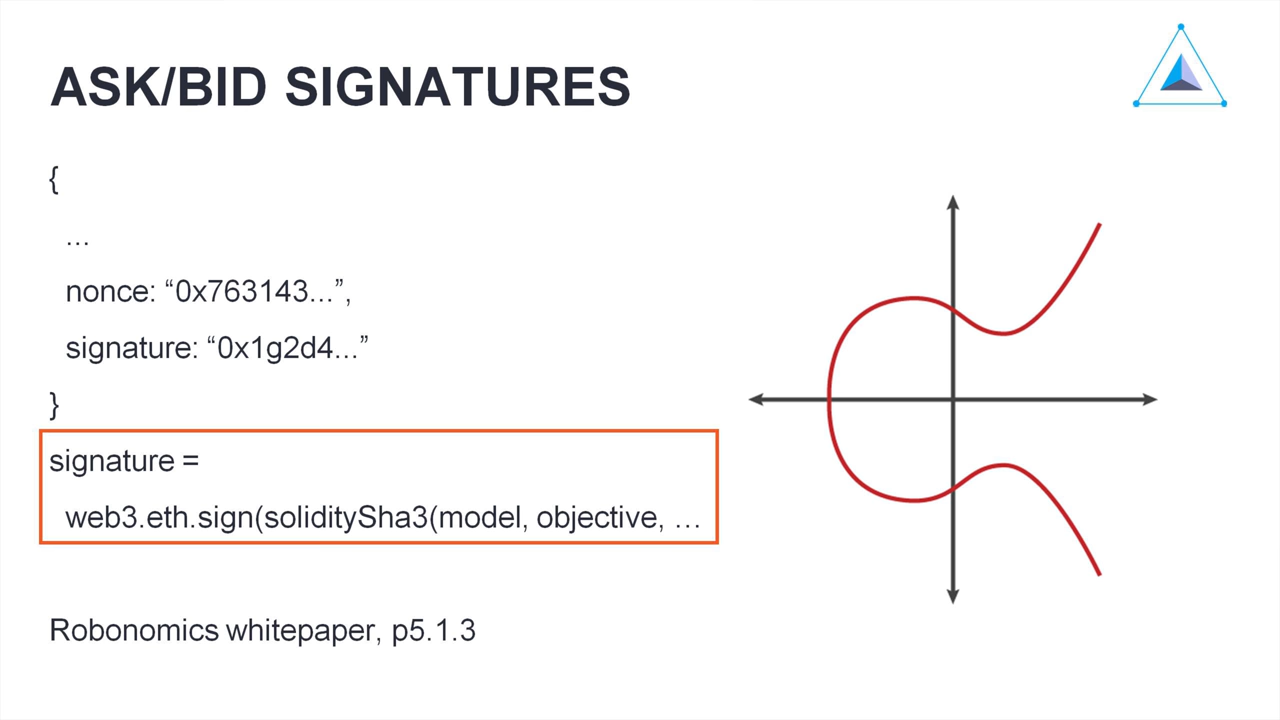 ASK/BID SIGNATURES
{
...
nonce: “0x763143...”,
signature: “0x1g2d4...”
}
signature =
web3.eth.sign(soliditySha3(model, objective, …
Robonomics whitepaper, p5.1.3